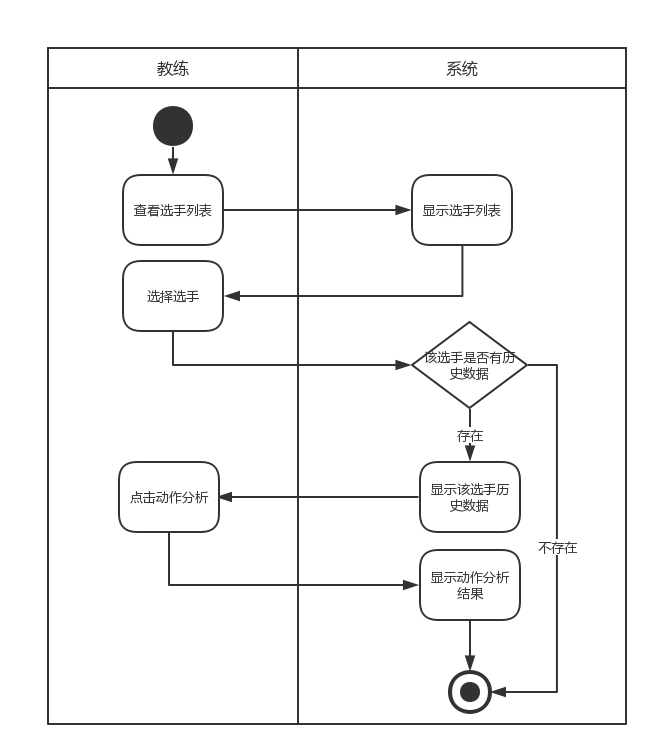 教练
系统
查看选手列表
显示选手列表
选择选手
该选手是否有历
史数据
存在
点击动作分析
显示该选手历
史数据
不存在
显示动作分析
结果